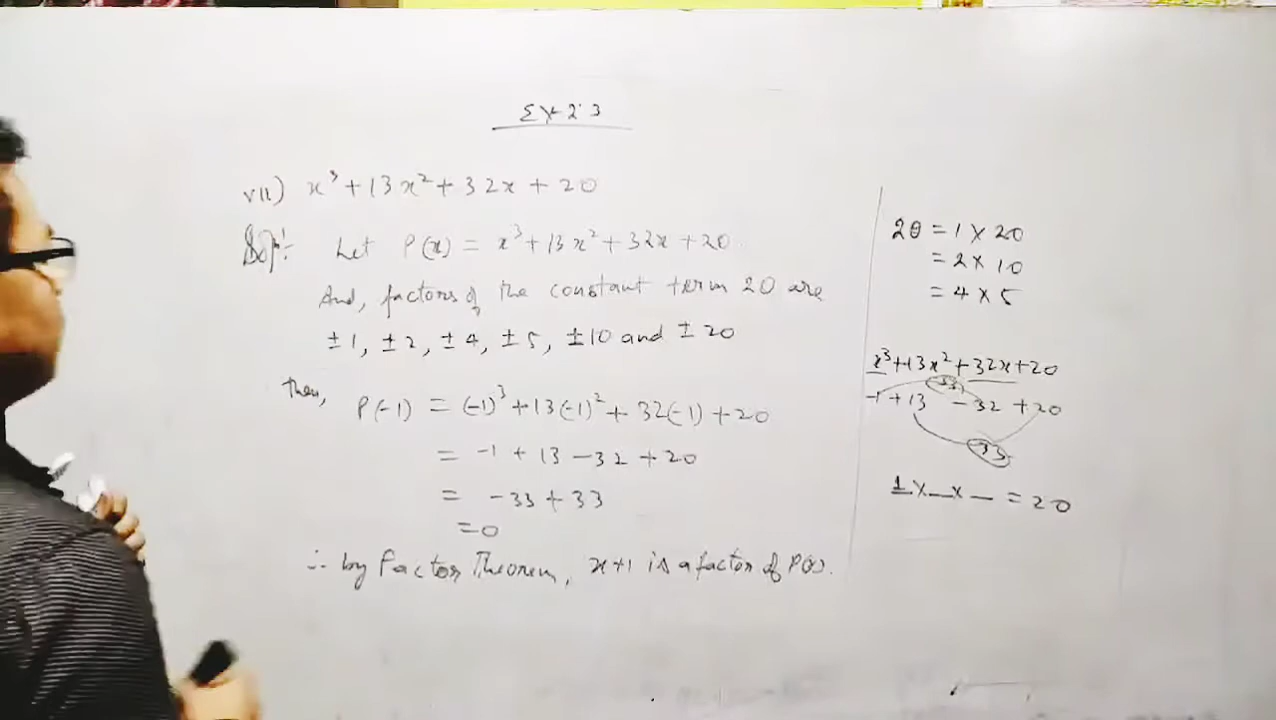 Ex 2.3
vii) x³ + 13x² + 32x + 20
Solⁿ: Let P(x) = x³ + 13x² + 32x + 20
And, factors of the constant term 20 are
±1, ±2, ±4, ±5, ±10 and ±20
then, P(-1) = (-1)³ + 13(-1)² + 32(-1) + 20
= -1 + 13 - 32 + 20
= -33 + 33
= 0
∴ by Factor Theorem, x+1 is a factor of P(x).
20 = 1 × 20
= 2 × 10
= 4 × 5
x³ + 13x² + 32x + 20
-33
-1 + 13 - 32 + 20
33
1 × _ × _ = 20